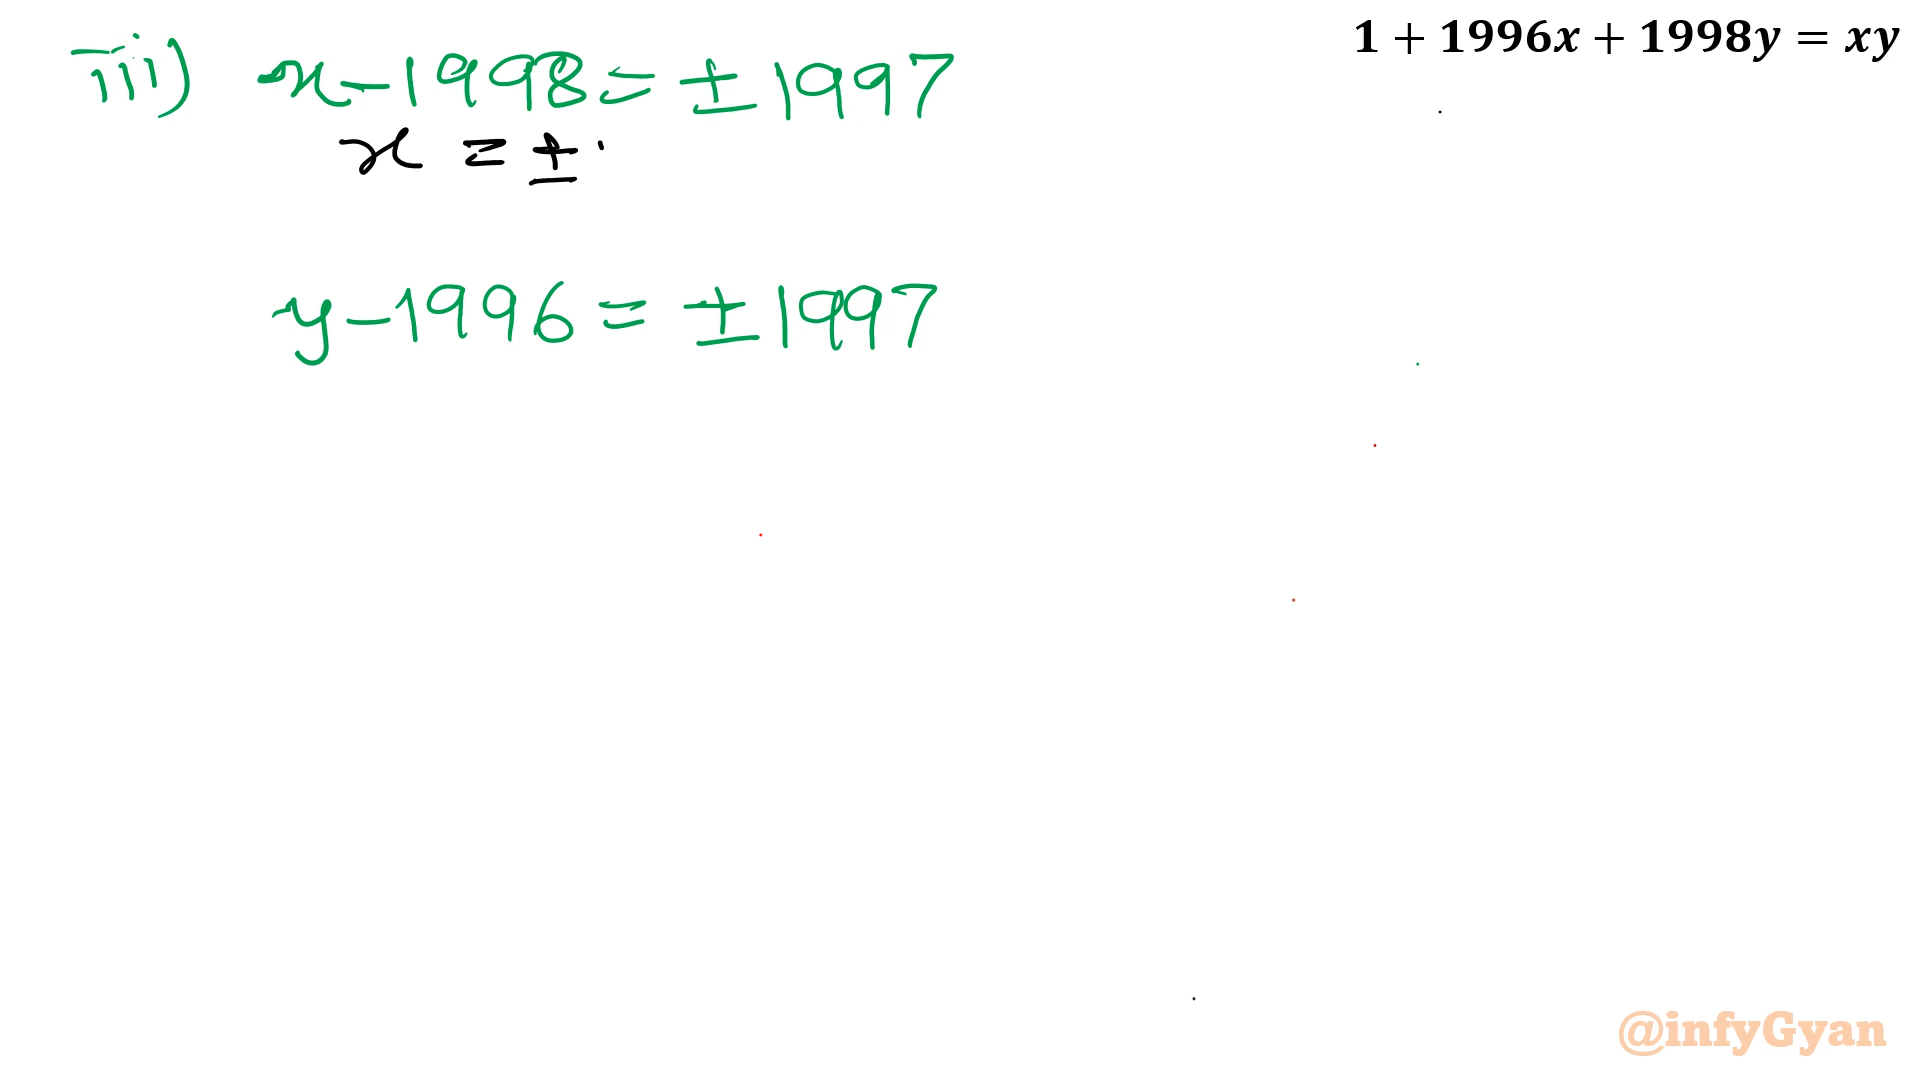 1 + 1996x + 1998y = xy
iii) x - 1998 = ± 1997
x = ±
y - 1996 = ± 1997
@infyGyan